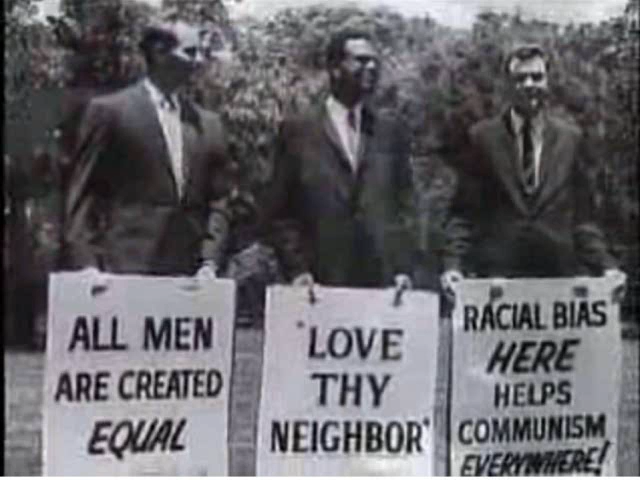 ALL MEN
ARE CREATED
EQUAL
"LOVE
THY
NEIGHBOR"
RACIAL BIAS
HERE
HELPS
COMMUNISM
EVERYWHERE!